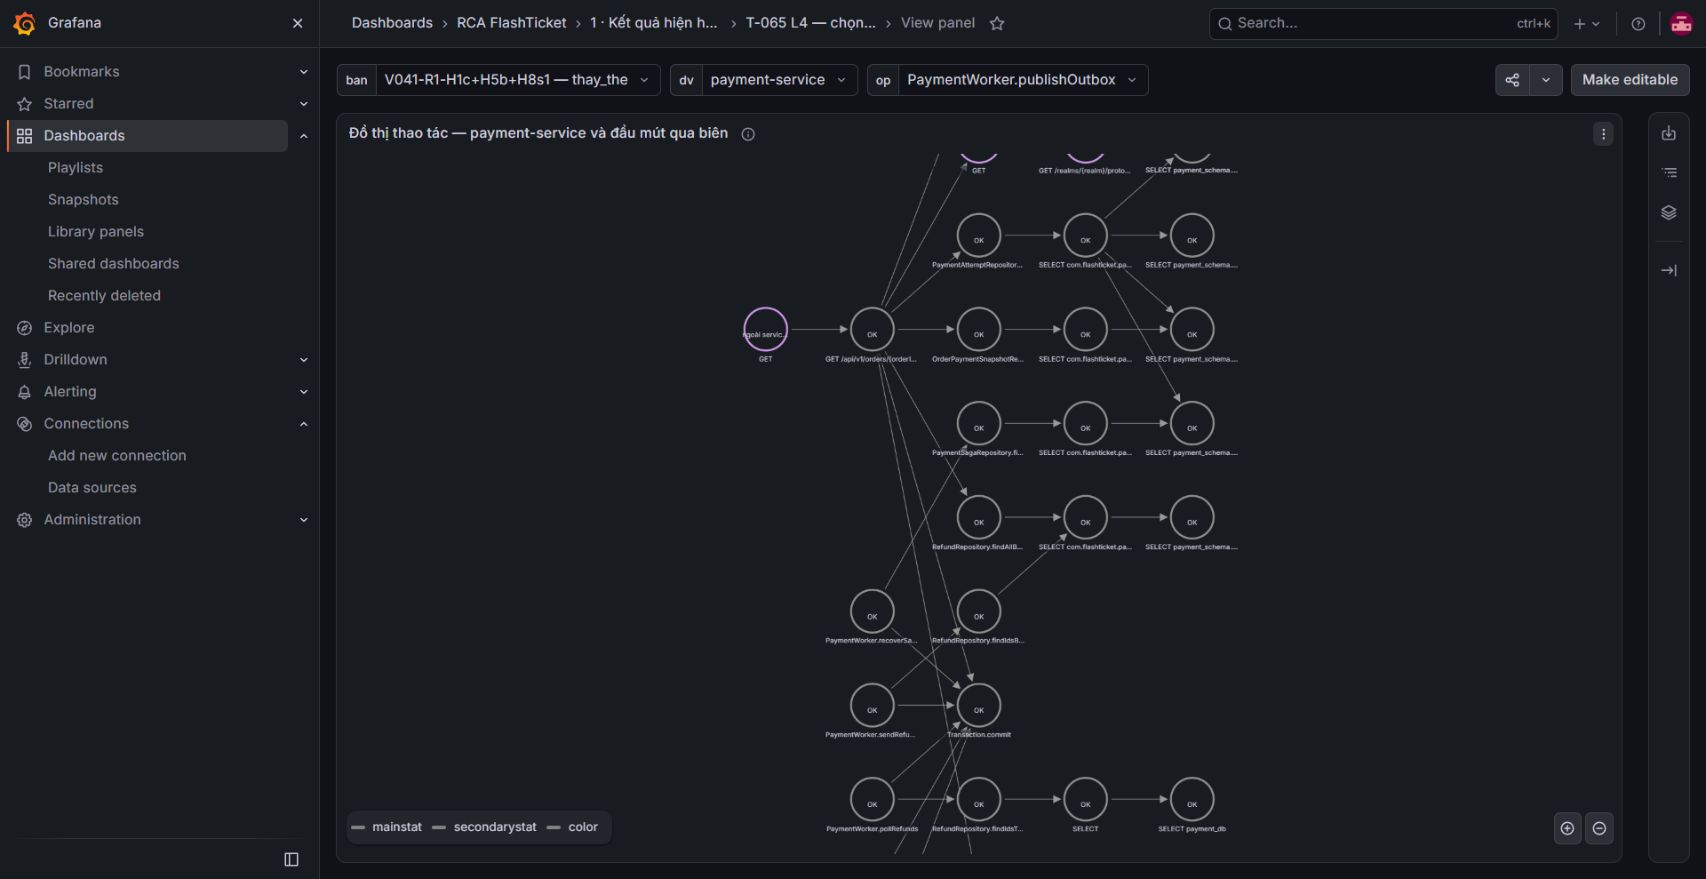 Grafana
Dashboards › RCA FlashTicket › 1 · Kết quả hiện h... › T-065 L4 — chọn... › View panel
Search...
ctrl+k
Bookmarks
Starred
Dashboards
Playlists
Snapshots
Library panels
Shared dashboards
Recently deleted
Explore
Drilldown
Alerting
Connections
Add new connection
Data sources
Administration
ban V041-R1-H1c+H5b+H8s1 — thay_the
dv payment-service
op PaymentWorker.publishOutbox
Make editable
Đồ thị thao tác — payment-service và đầu mút qua biên
GET
GET /realms/{realm}/proto...
SELECT payment_schema....
OK
OK
OK
PaymentAttemptRepositor...
SELECT com.flashticket.pa...
SELECT payment_schema....
ngoài servic...
OK
OK
OK
OK
GET
GET /api/v1/orders/{orderI...
OrderPaymentSnapshotRe...
SELECT com.flashticket.pa...
SELECT payment_schema....
OK
OK
OK
PaymentSagaRepository.fi...
SELECT com.flashticket.pa...
SELECT payment_schema....
OK
OK
OK
RefundRepository.findAllB...
SELECT com.flashticket.pa...
SELECT payment_schema....
OK
OK
PaymentWorker.recoverSa...
RefundRepository.findIdsB...
OK
OK
PaymentWorker.sendRefu...
Transaction.commit
OK
OK
OK
OK
PaymentWorker.pollRefunds
RefundRepository.findIdsT...
SELECT
SELECT payment_db
mainstat
secondarystat
color